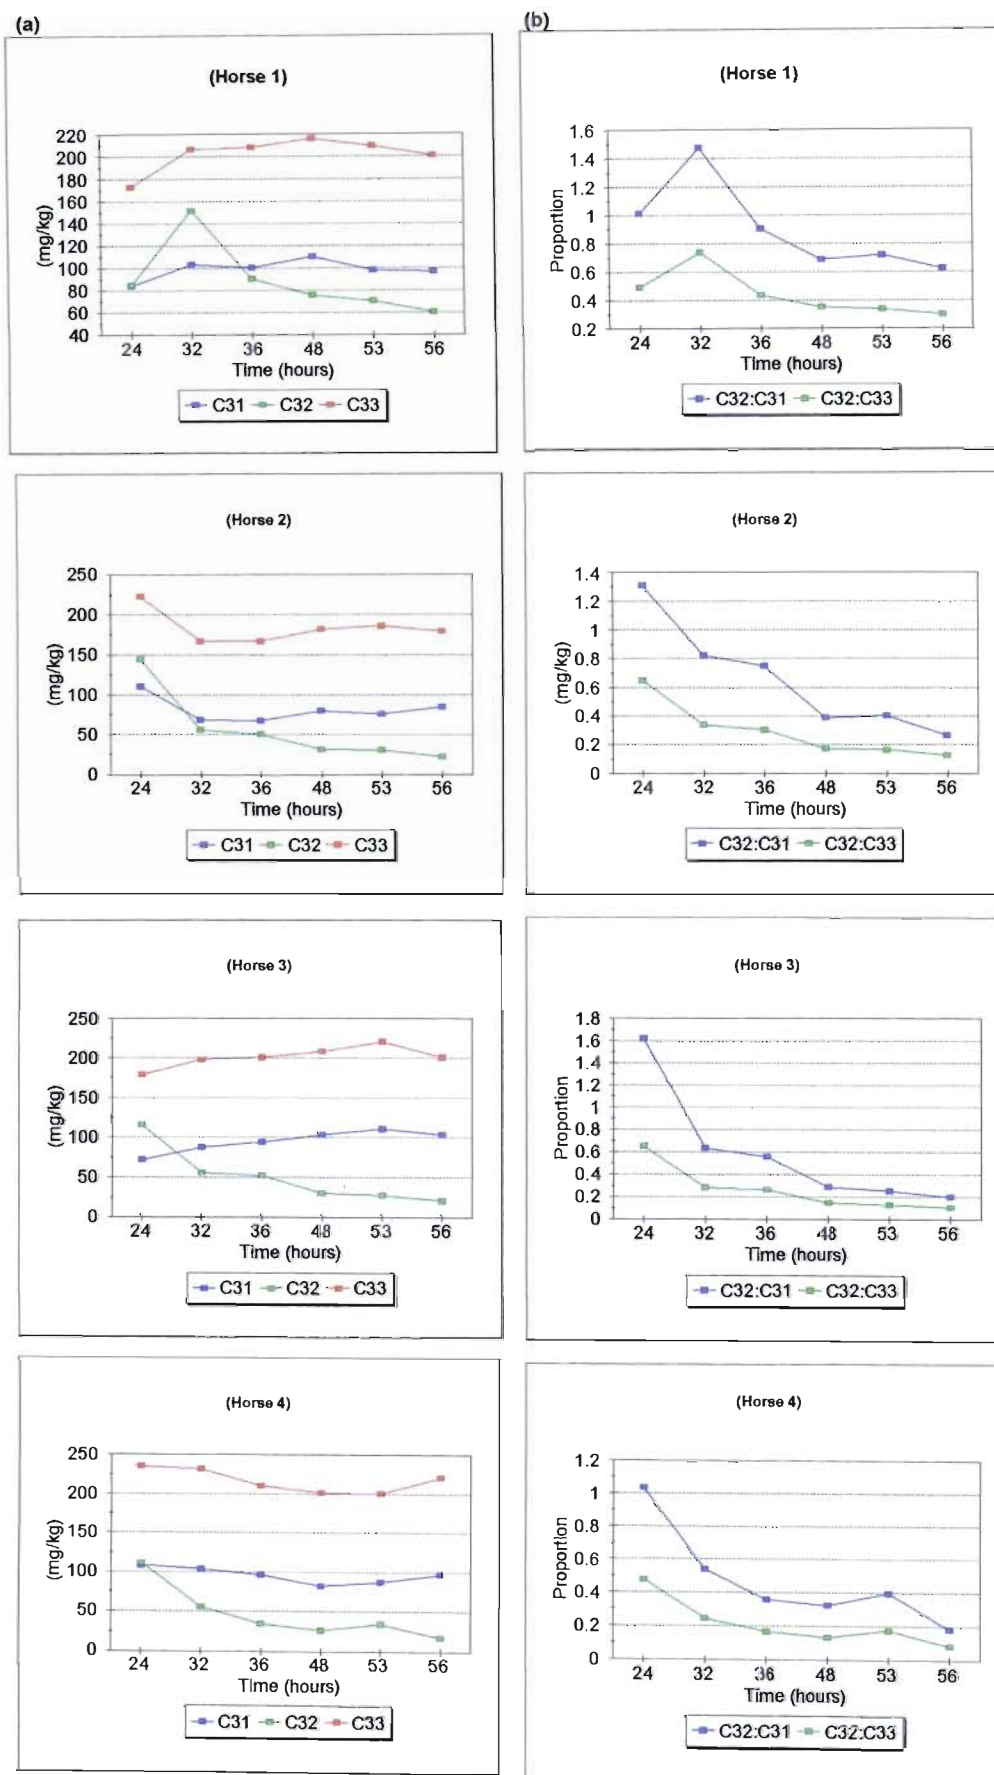 (a)
(Horse 1)
(mg/kg)
220
200
180
160
140
120
100
80
60
40
24 32 36 48 53 56
Time (hours)
C31 C32 C33
(b)
(Horse 1)
Proportion
1.6
1.4
1.2
1
0.8
0.6
0.4
0.2
24 32 36 48 53 56
Time (hours)
C32:C31 C32:C33
(Horse 2)
(mg/kg)
250
200
150
100
50
0
24 32 36 48 53 56
Time (hours)
C31 C32 C33
(Horse 2)
(mg/kg)
1.4
1.2
1
0.8
0.6
0.4
0.2
0
24 32 36 48 53 56
Time (hours)
C32:C31 C32:C33
(Horse 3)
(mg/kg)
250
200
150
100
50
0
24 32 36 48 53 56
Time (hours)
C31 C32 C33
(Horse 3)
Proportion
1.8
1.6
1.4
1.2
1
0.8
0.6
0.4
0.2
0
24 32 36 48 53 56
Time (hours)
C32:C31 C32:C33
(Horse 4)
(mg/kg)
250
200
150
100
50
0
24 32 36 48 53 56
Time (hours)
C31 C32 C33
(Horse 4)
Proportion
1.2
1
0.8
0.6
0.4
0.2
0
24 32 36 48 53 56
Time (hours)
C32:C31 C32:C33